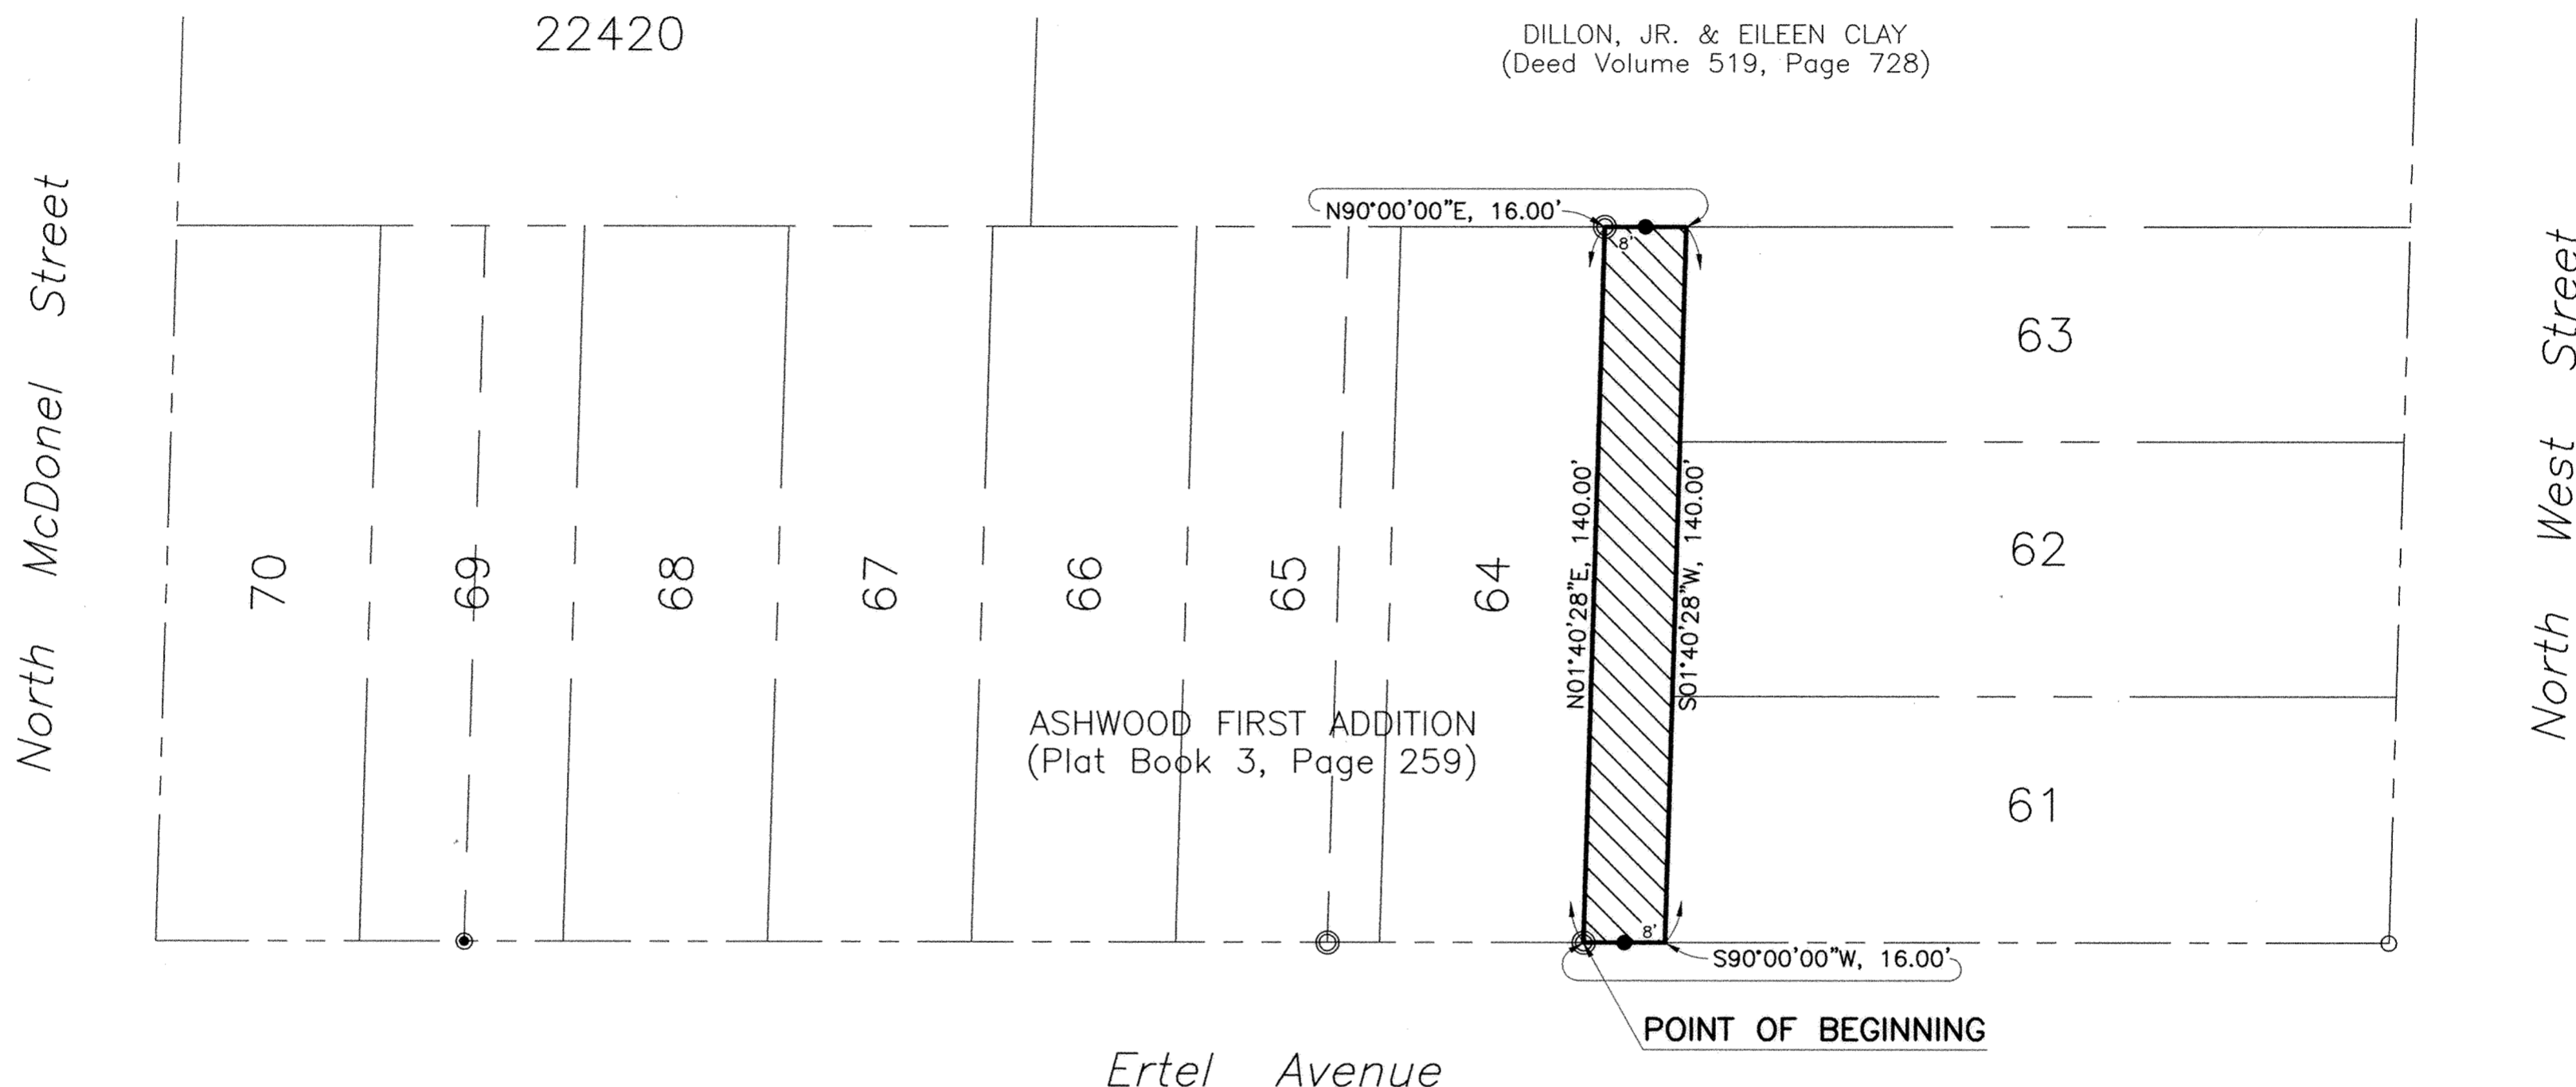 22420
DILLON, JR. & EILEEN CLAY
(Deed Volume 519, Page 728)
North McDonel Street
N90°00'00"E, 16.00'
8'
63
North West Street
62
N01°40'28"E, 140.00'
S01°40'28"W, 140.00'
70
69
68
67
66
65
64
ASHWOOD FIRST ADDITION
(Plat Book 3, Page 259)
61
8'
S90°00'00"W, 16.00'
POINT OF BEGINNING
Ertel Avenue